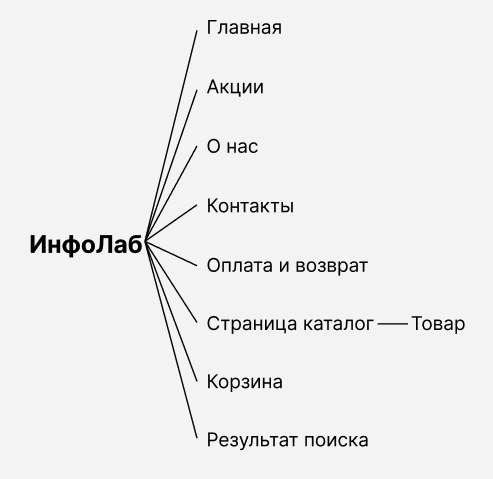 Главная
Акции
О нас
Контакты
ИнфоЛаб
Оплата и возврат
Страница каталог Товар
Корзина
Результат поиска